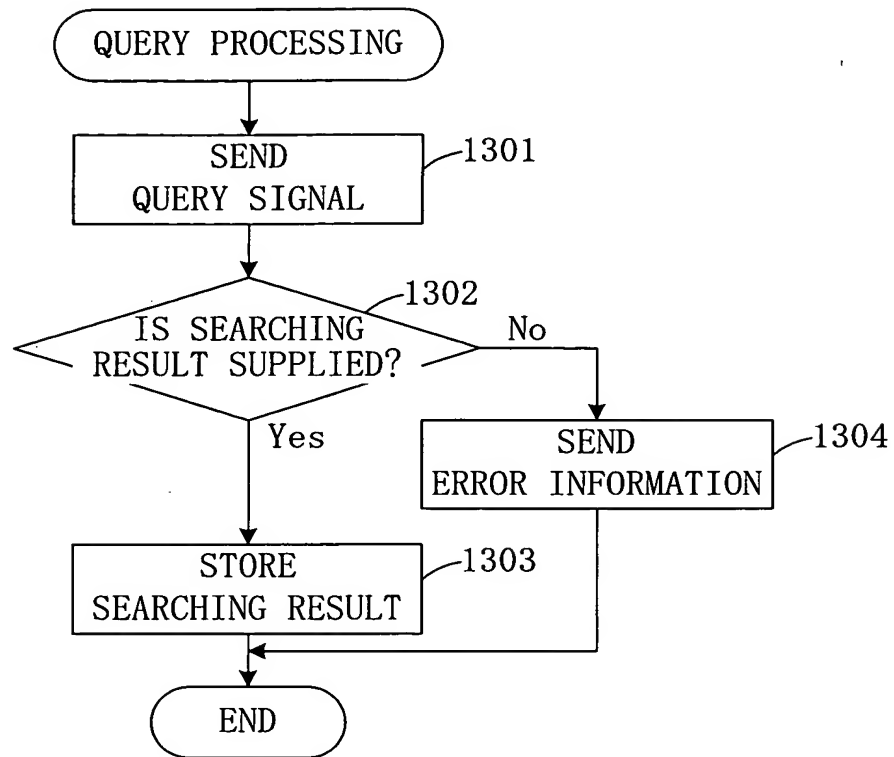 QUERY PROCESSING
SEND
QUERY SIGNAL
1301
IS SEARCHING
RESULT SUPPLIED?
1302
No
Yes
SEND
ERROR INFORMATION
1304
STORE
SEARCHING RESULT
1303
END